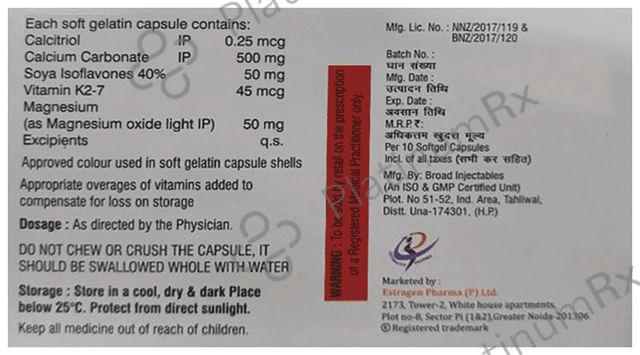 Each soft gelatin capsule contains:
Calcitriol IP 0.25 mcg
Calcium Carbonate IP 500 mg
Soya Isoflavones 40% 50 mg
Vitamin K2-7 45 mcg
Magnesium
(as Magnesium oxide light IP) 50 mg
Excipients q.s.
Approved colour used in soft gelatin capsule shells
Appropriate overages of vitamins added to
compensate for loss on storage
Dosage : As directed by the Physician.
DO NOT CHEW OR CRUSH THE CAPSULE, IT
SHOULD BE SWALLOWED WHOLE WITH WATER
Storage : Store in a cool, dry & dark Place
below 25°C. Protect from direct sunlight.
Keep all medicine out of reach of children.
WARNING : To be sold by retail on the prescription
of a Registered Medical Practitioner only.
Mfg. Lic. No. : NNZ/2017/119 &
BNZ/2017/120
Batch No. :
घान संख्या
Mfg. Date :
उत्पादन तिथि
Exp. Date :
अवसान तिथि
M.R.P.₹:
अधिकतम खुदरा मूल्य
Per 10 Softgel Capsules
Incl. of all taxes (सभी कर सहित)
Mfg. By: Broad Injectables
(An ISO & GMP Certified Unit)
Plot. No 51-52, Ind. Area, Tahliwal,
Distt. Una-174301, (H.P.)
Marketed by :
Estragen Pharma (P) Ltd.
2173, Tower-2, White house apartments,
Plot no-8, Sector Pi (1&2),Greater Noida-201306
® Registered trademark
PlatinumRx